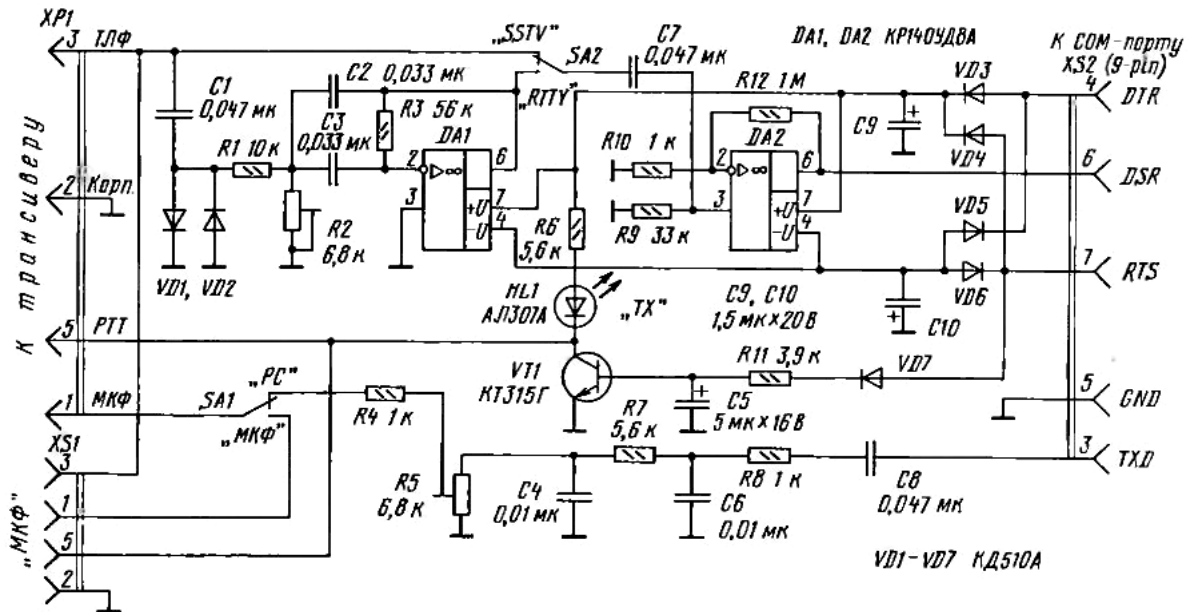 XP1
3 ТЛФ
„SSTV"
SA2
C7
0,047 мк
DA1, DA2 КР140УД8А
К COM-порту
XS2 (9-pin)
C1
0,047 мк
C2 0,033 мк
R3 56 к
C3
0,033 мк
„RTTY"
R12 1 М
VD3
4
DTR
R1 10 к
DA1
R10 1 к
DA2
C9
+
VD4
2
▷∞
6
2
▷∞
6
6
DSR
2 Корп.
К трансиверу
3
7
+U
4
-U
3
7
+U
4
-U
R2
6,8 к
R6
5,6 к
R9 33 к
VD5
7
RTS
VD1, VD2
HL1
АЛ307А
„TX"
C9, C10
1,5 мк×20 В
VD6
+
C10
5 PTT
VT1
КТ315Г
R11 3,9 к
VD7
„PC"
SA1
R4 1 к
+
C5
5 мк×16 В
5
GND
1 МКФ
„МКФ"
R7
5,6 к
XS1
3
3
TXD
R5
6,8 к
C4
0,01 мк
R8 1 к
C8
0,047 мк
1
C6
0,01 мк
„МКФ"
5
2
VD1-VD7 КД510А